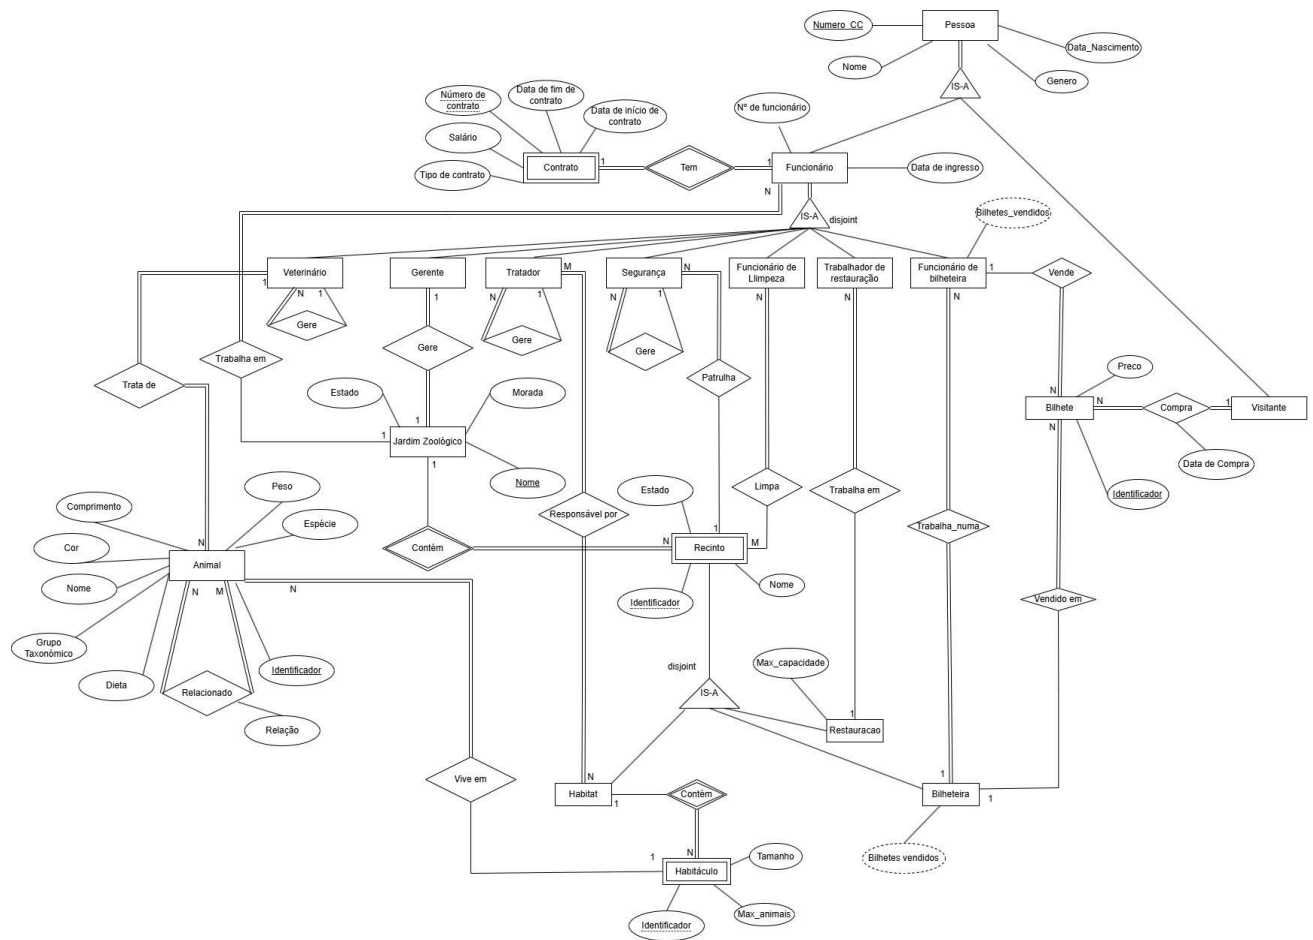 Numero_CC
Pessoa
Data_Nascimento
Nome
Genero
IS-A
Número de
contrato
Data de fim de
contrato
Data de início de
contrato
Nº de funcionário
Salário
Tipo de contrato
Contrato
1
Tem
1
Funcionário
N
Data de ingresso
IS-A
disjoint
Bilhetes_vendidos
Veterinário
1
N
1
Gere
Gerente
1
Gere
Tratador
M
N
1
Gere
Segurança
N
N
1
Gere
Funcionário de
Llimpeza
N
Trabalhador de
restauração
N
Funcionário de
bilheteira
1
N
Vende
Trabalha em
Trata de
Patrulha
Preco
N
Bilhete
N
N
Compra
1
Visitante
Data de Compra
Identificador
Estado
Morada
1
1
Jardim Zoológico
1
Nome
Limpa
Trabalha em
Trabalha_numa
Responsável por
Estado
1
Contém
N
Recinto
M
Identificador
Nome
Peso
Comprimento
Espécie
Cor
N
Animal
Nome
N
M
N
Grupo
Taxonómico
Dieta
Identificador
Relacionado
Relação
Vendido em
disjoint
IS-A
Max_capacidade
1
Restauracao
Vive em
N
Habitat
1
Contém
1
Bilheteira
1
N
Bilhetes vendidos
1
Habitáculo
Tamanho
Identificador
Max_animais